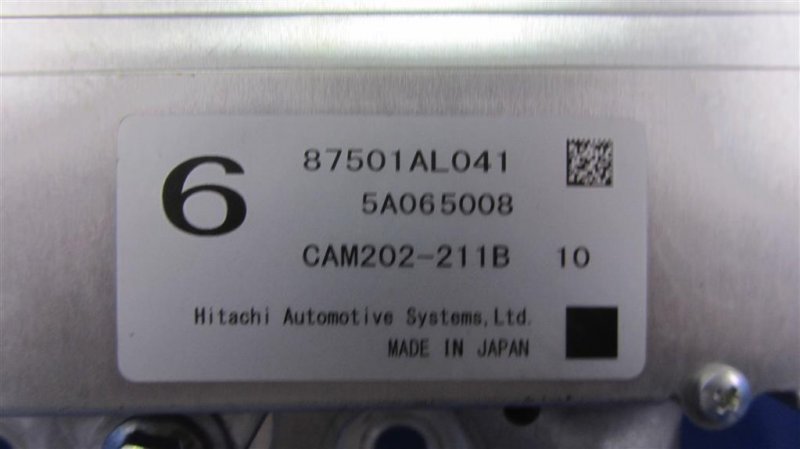 6
87501AL041
5A065008
CAM202-211B 10
Hitachi Automotive Systems,Ltd.
MADE IN JAPAN